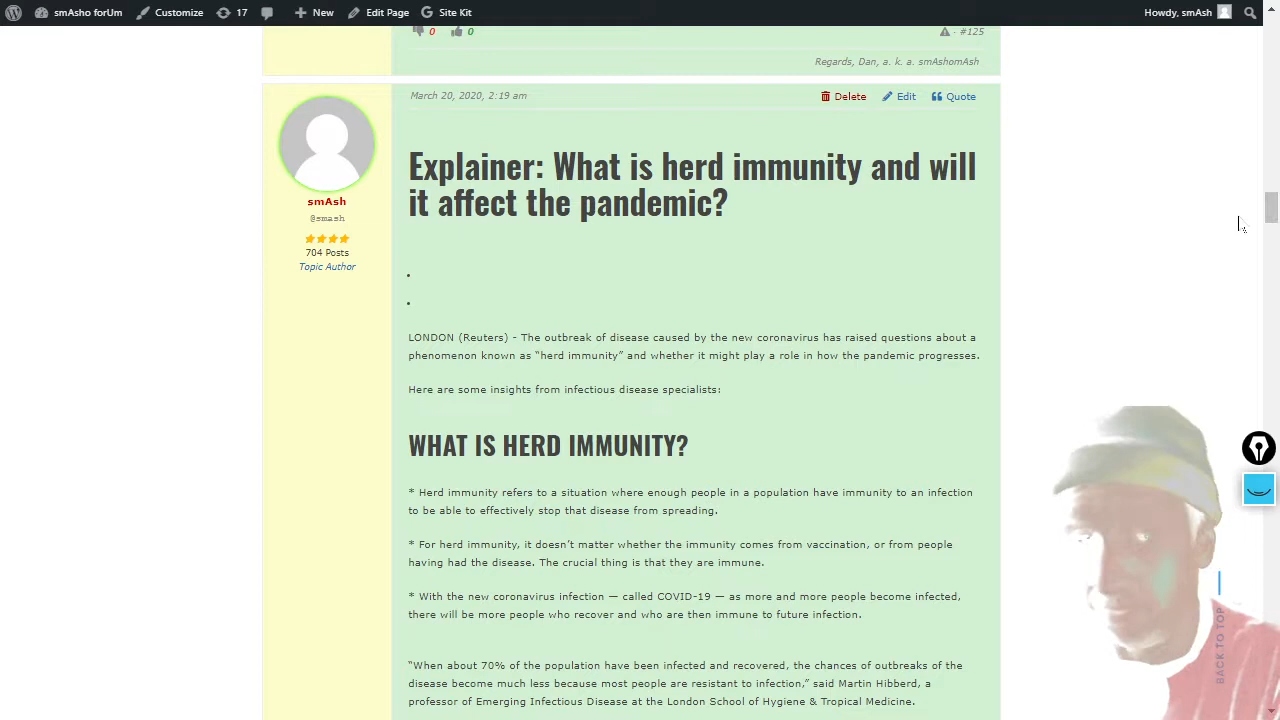 smAsho forUm Customize 17 New Edit Page Site Kit Howdy, smAsh
0 0 - #125
Regards, Dan, a. k. a. smAshomAsh
March 20, 2020, 2:19 am Delete Edit Quote
smAsh
@smash
704 Posts
Topic Author
Explainer: What is herd immunity and will
it affect the pandemic?
LONDON (Reuters) - The outbreak of disease caused by the new coronavirus has raised questions about a
phenomenon known as “herd immunity” and whether it might play a role in how the pandemic progresses.
Here are some insights from infectious disease specialists:
WHAT IS HERD IMMUNITY?
* Herd immunity refers to a situation where enough people in a population have immunity to an infection
to be able to effectively stop that disease from spreading.
* For herd immunity, it doesn’t matter whether the immunity comes from vaccination, or from people
having had the disease. The crucial thing is that they are immune.
* With the new coronavirus infection — called COVID-19 — as more and more people become infected,
there will be more people who recover and who are then immune to future infection.
“When about 70% of the population have been infected and recovered, the chances of outbreaks of the
disease become much less because most people are resistant to infection,” said Martin Hibberd, a
professor of Emerging Infectious Disease at the London School of Hygiene & Tropical Medicine.
BACK TO TOP